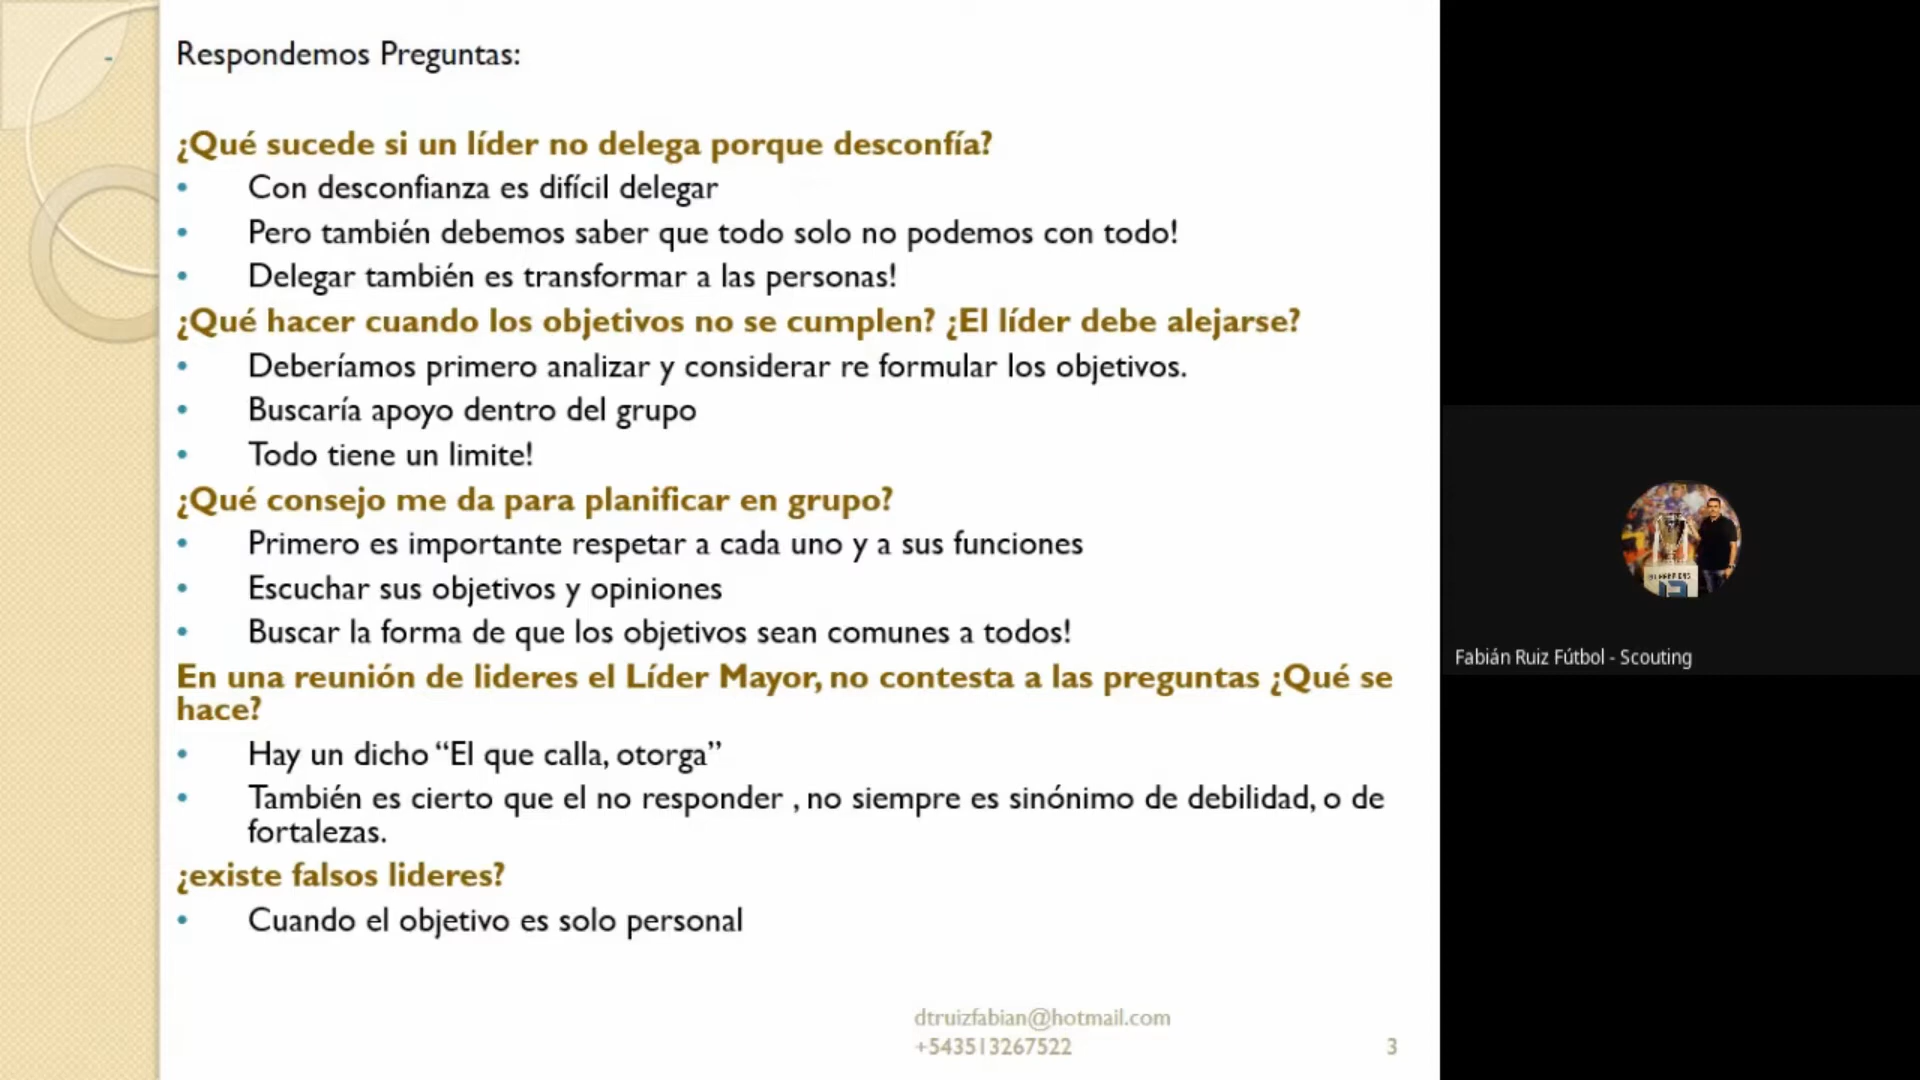 Respondemos Preguntas:
¿Qué sucede si un líder no delega porque desconfía?
• Con desconfianza es difícil delegar
• Pero también debemos saber que todo solo no podemos con todo!
• Delegar también es transformar a las personas!
¿Qué hacer cuando los objetivos no se cumplen? ¿El líder debe alejarse?
• Deberíamos primero analizar y considerar re formular los objetivos.
• Buscaría apoyo dentro del grupo
• Todo tiene un limite!
¿Qué consejo me da para planificar en grupo?
• Primero es importante respetar a cada uno y a sus funciones
• Escuchar sus objetivos y opiniones
• Buscar la forma de que los objetivos sean comunes a todos!
En una reunión de lideres el Líder Mayor, no contesta a las preguntas ¿Qué se
hace?
• Hay un dicho “El que calla, otorga”
• También es cierto que el no responder , no siempre es sinónimo de debilidad, o de
fortalezas.
¿existe falsos lideres?
• Cuando el objetivo es solo personal
dtruizfabian@hotmail.com
+543513267522
3
Fabián Ruiz Fútbol - Scouting